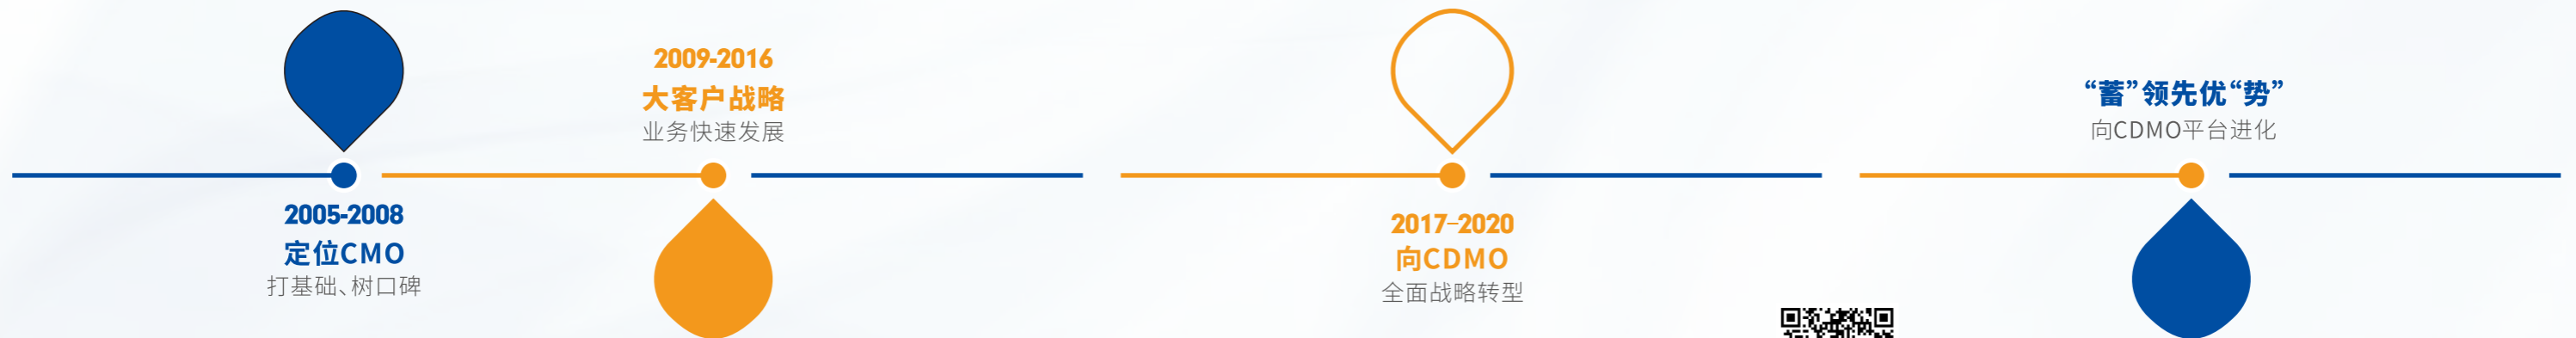 2005-2008
定位CMO
打基础、树口碑
2009-2016
大客户战略
业务快速发展
2017–2020
向CDMO
全面战略转型
“蓄”领先优“势”
向CDMO平台进化